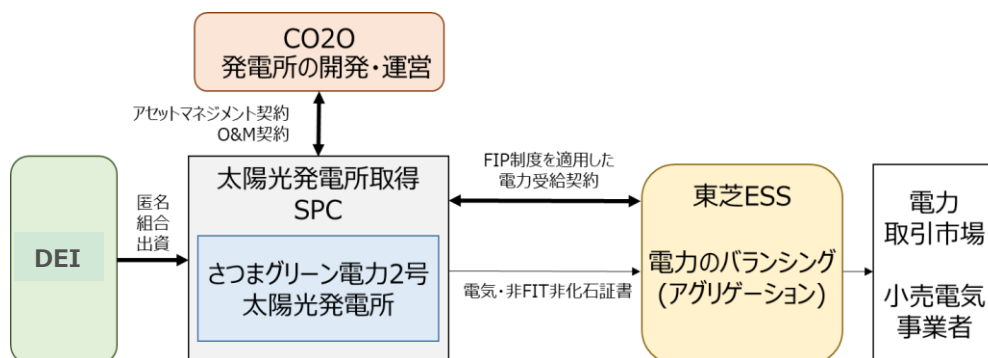 CO2O
発電所の開発・運営
アセットマネジメント契約
O&M契約
DEI
匿名
組合
出資
太陽光発電所取得
SPC
さつまグリーン電力2号
太陽光発電所
FIP制度を適用した
電力受給契約
電気・非FIT非化石証書
東芝ESS
電力のバランシング
(アグリゲーション)
電力
取引市場
小売電気
事業者